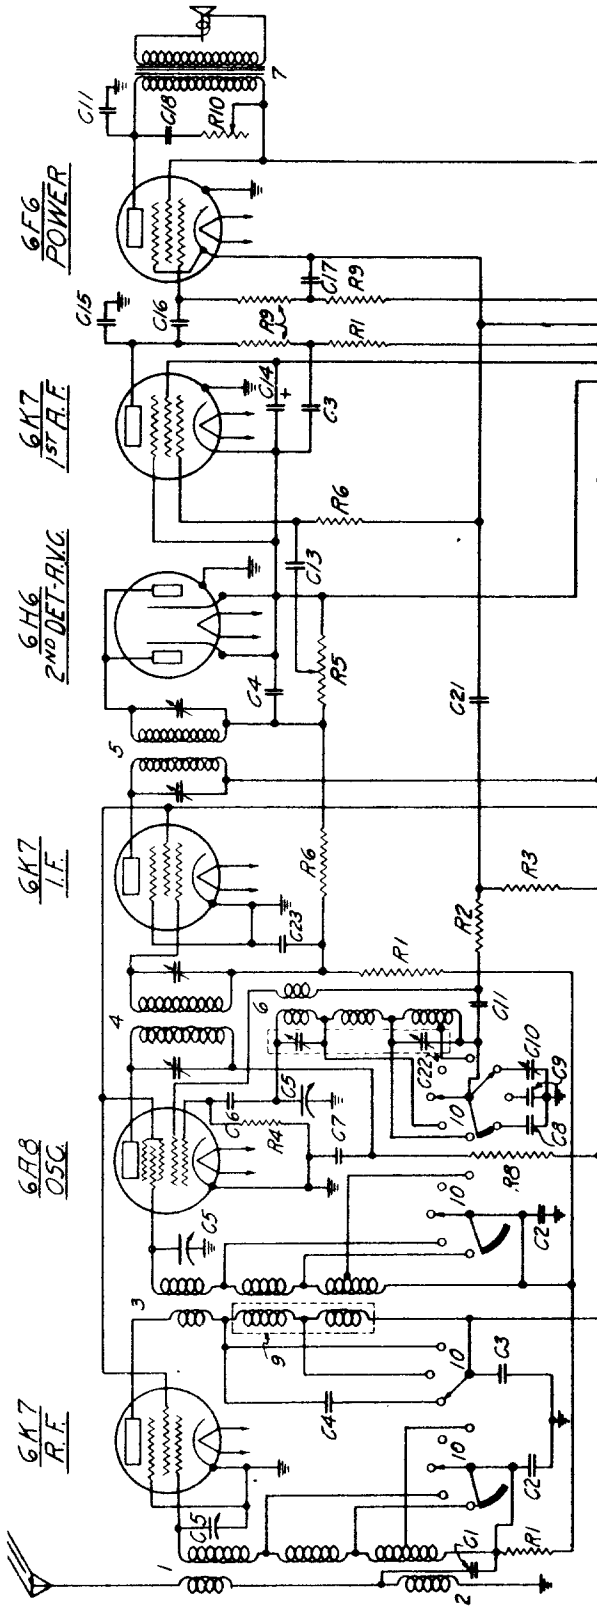 6K7
R.F.
6A8
OSC
6K7
I.F.
6H6
2ND DET-A.V.C.
6K7
1ST A.F.
6F6
POWER
1
C5
2
C1
R1
C2
10
C4
10
C3
3
9
C5
10
C2
R8
C7
R4
C6
C5
4
6
C22
10
C8
C9
C10
C11
R1
R2
R3
C23
R6
5
C4
R5
C13
C21
R6
C14
+
C3
R1
R9
C15
C16
C17
R9
C11
C18
R10
7